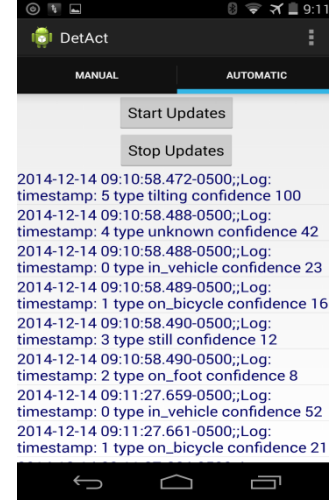 9:11
DetAct
MANUAL
AUTOMATIC
Start Updates
Stop Updates
2014-12-14 09:10:58.472-0500;;Log:
timestamp: 5 type tilting confidence 100
2014-12-14 09:10:58.488-0500;;Log:
timestamp: 4 type unknown confidence 42
2014-12-14 09:10:58.488-0500;;Log:
timestamp: 0 type in_vehicle confidence 23
2014-12-14 09:10:58.489-0500;;Log:
timestamp: 1 type on_bicycle confidence 16
2014-12-14 09:10:58.490-0500;;Log:
timestamp: 3 type still confidence 12
2014-12-14 09:10:58.490-0500;;Log:
timestamp: 2 type on_foot confidence 8
2014-12-14 09:11:27.659-0500;;Log:
timestamp: 0 type in_vehicle confidence 52
2014-12-14 09:11:27.661-0500;;Log:
timestamp: 1 type on_bicycle confidence 21